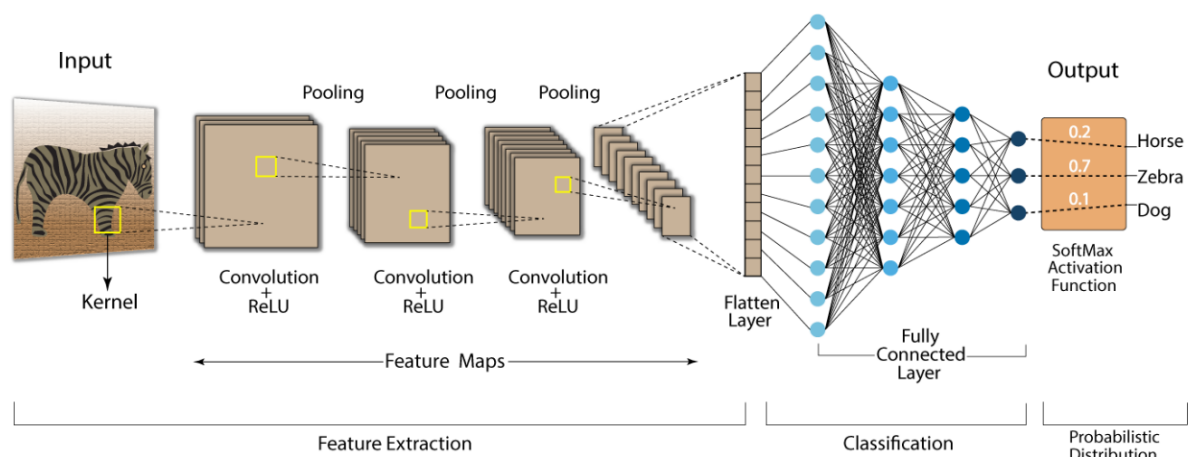 Input
Kernel
Pooling
Pooling
Pooling
Convolution
+
ReLU
Convolution
+
ReLU
Convolution
+
ReLU
Feature Maps
Flatten
Layer
Fully
Connected
Layer
Output
0.2
Horse
0.7
Zebra
0.1
Dog
SoftMax
Activation
Function
Feature Extraction
Classification
Probabilistic
Distribution